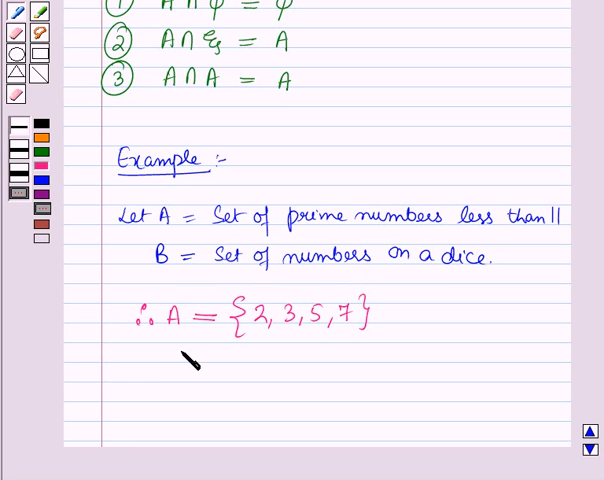 ① A ∩ φ = φ
② A ∩ ξ = A
③ A ∩ A = A
Example :-
Let A = Set of prime numbers less than 11
B = Set of numbers on a dice.
∴ A = {2, 3, 5, 7}